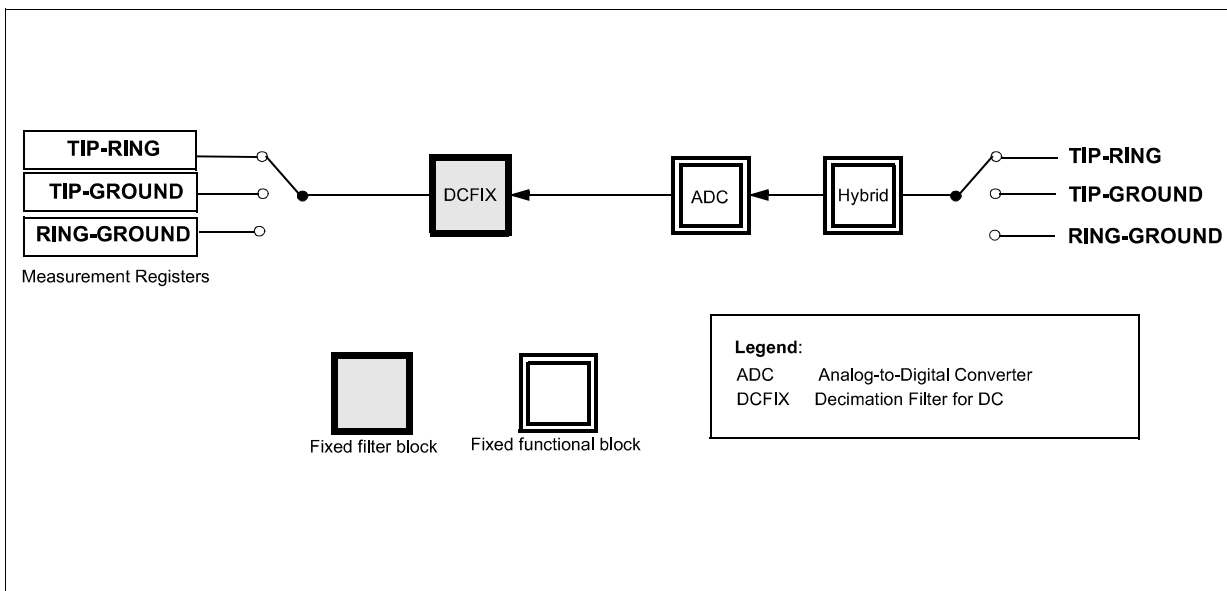 TIP-RING
TIP-GROUND
RING-GROUND
Measurement Registers
DCFIX
ADC
Hybrid
TIP-RING
TIP-GROUND
RING-GROUND
Fixed filter block
Fixed functional block
Legend:
ADC Analog-to-Digital Converter
DCFIX Decimation Filter for DC